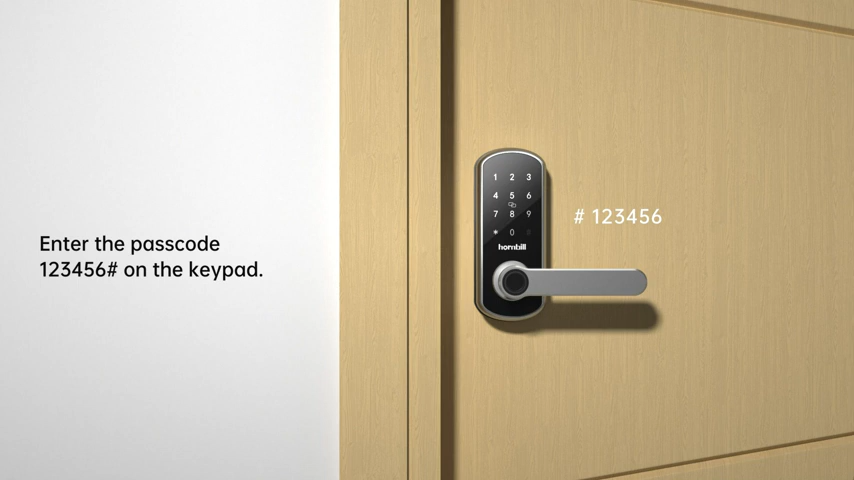 Enter the passcode
123456# on the keypad.
# 123456
1 2 3
4 5 6
7 8 9
* 0 #
hornbill